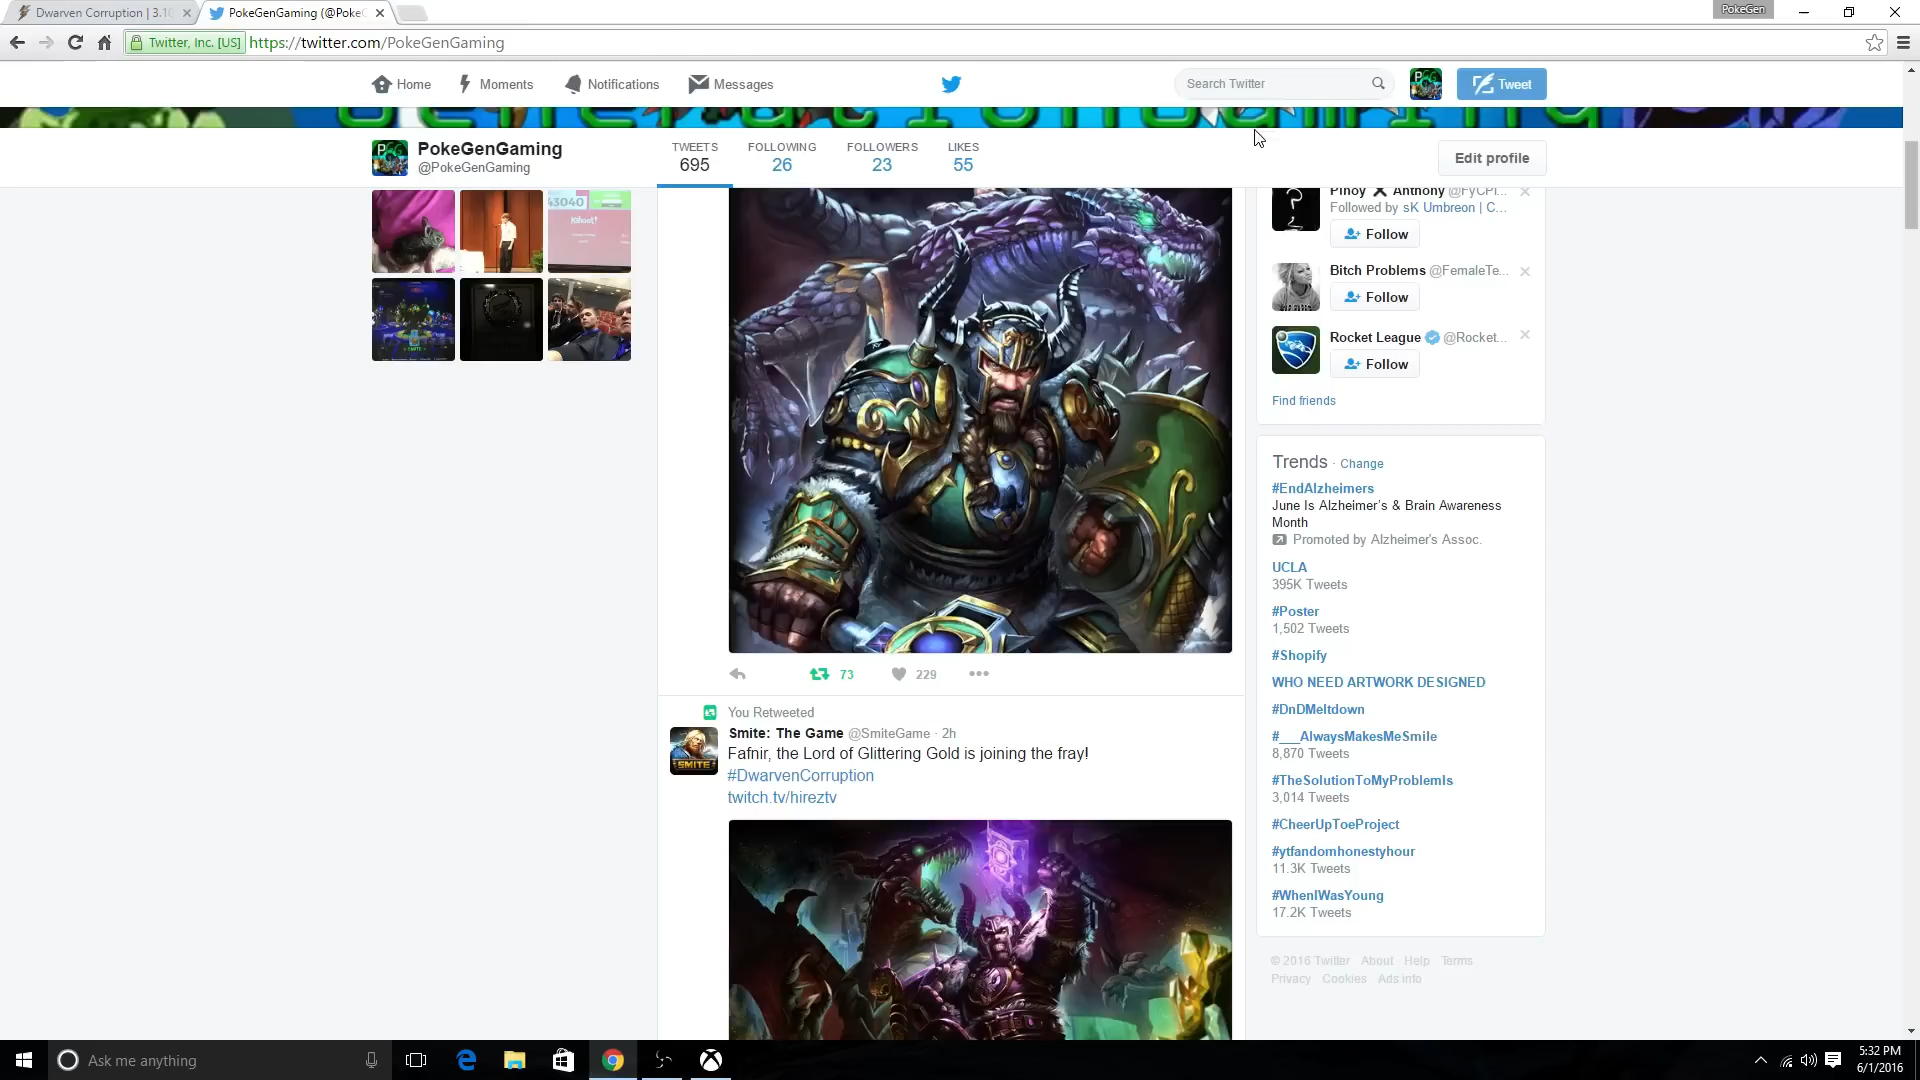 Dwarven Corruption | 3.1
PokeGenGaming (@Poke
PokeGen
Twitter, Inc. [US]
https://twitter.com/PokeGenGaming
Home
Moments
Notifications
Messages
Search Twitter
Tweet
PokeGenGaming
@PokeGenGaming
TWEETS
695
FOLLOWING
26
FOLLOWERS
23
LIKES
55
Edit profile
43040
Kahoot!
Pinoy Anthony @FyCPi...
Followed by sK Umbreon | C...
Follow
Bitch Problems @FemaleTe...
Follow
Rocket League @Rocket...
Follow
Find friends
Trends · Change
#EndAlzheimers
June Is Alzheimer's & Brain Awareness
Month
Promoted by Alzheimer's Assoc.
UCLA
395K Tweets
#Poster
1,502 Tweets
#Shopify
WHO NEED ARTWORK DESIGNED
#DnDMeltdown
#___AlwaysMakesMeSmile
8,870 Tweets
#TheSolutionToMyProblemIs
3,014 Tweets
#CheerUpToeProject
#ytfandomhonestyhour
11.3K Tweets
#WhenIWasYoung
17.2K Tweets
© 2016 Twitter About Help Terms
Privacy Cookies Ads info
73
229
You Retweeted
Smite: The Game @SmiteGame · 2h
SMITE
Fafnir, the Lord of Glittering Gold is joining the fray!
#DwarvenCorruption
twitch.tv/hireztv
Ask me anything
5:32 PM
6/1/2016